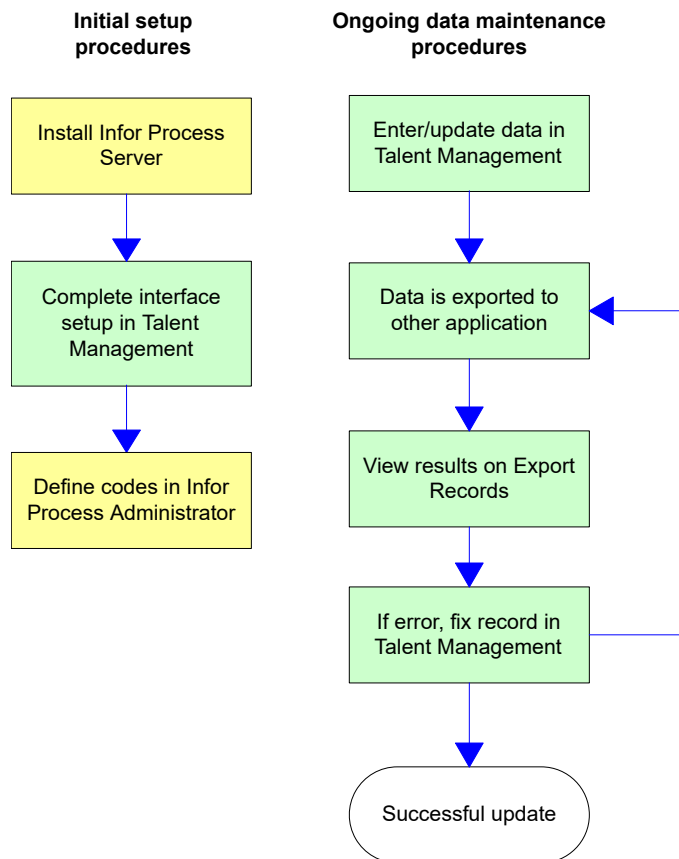 Initial setup
procedures
Install Infor Process
Server
Complete interface
setup in Talent
Management
Define codes in Infor
Process Administrator
Ongoing data maintenance
procedures
Enter/update data in
Talent Management
Data is exported to
other application
View results on Export
Records
If error, fix record in
Talent Management
Successful update